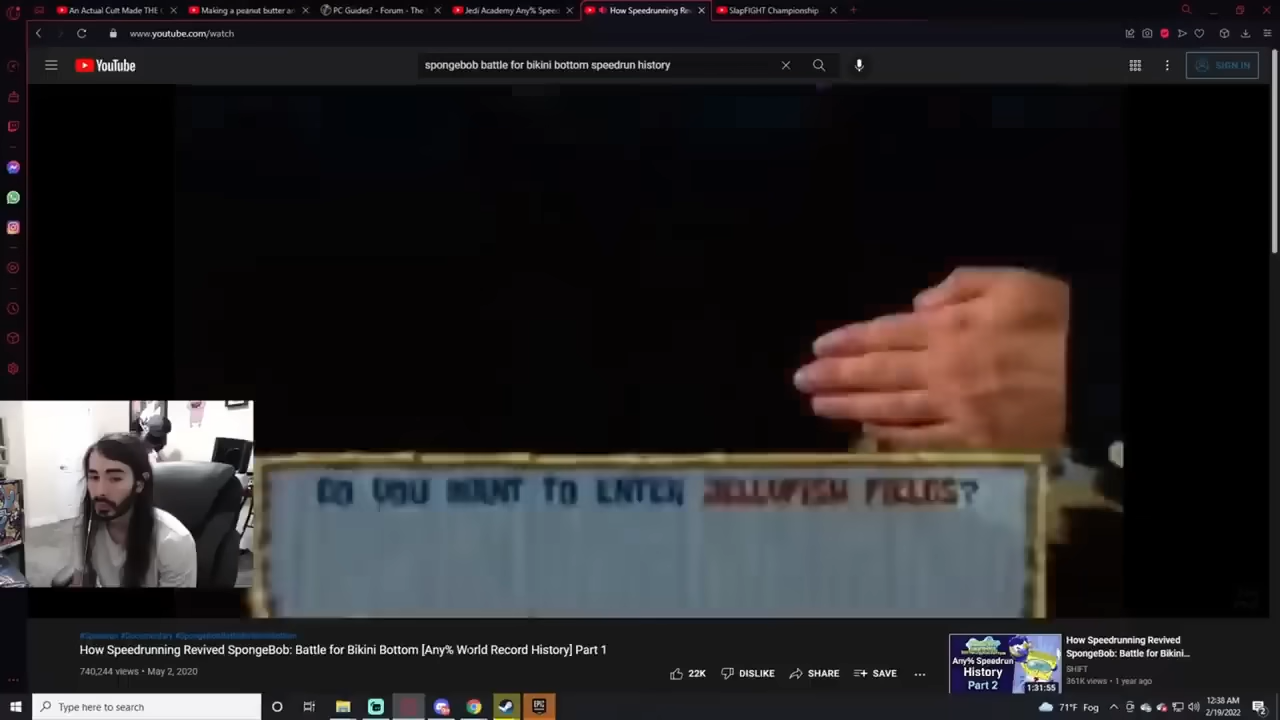 An Actual Cult Made THE
Making a peanut butter an
PC Guides? - Forum - The
Jedi Academy Any% Speed
How Speedrunning Re
SlapFIGHT Championship
www.youtube.com/watch
YouTube
spongebob battle for bikini bottom speedrun history
SIGN IN
DO YOU WANT TO ENTER JELLYFISH FIELDS?
How Speedrunning Revived SpongeBob: Battle for Bikini Bottom [Any% World Record History] Part 1
740,244 views • May 2, 2020
22K
DISLIKE
SHARE
SAVE
Any% Speedrun
History
Part 2
1:31:55
How Speedrunning Revived
SpongeBob: Battle for Bikini...
SHIFT
361K views • 1 year ago
Type here to search
71°F Fog
12:38 AM
2/19/2022